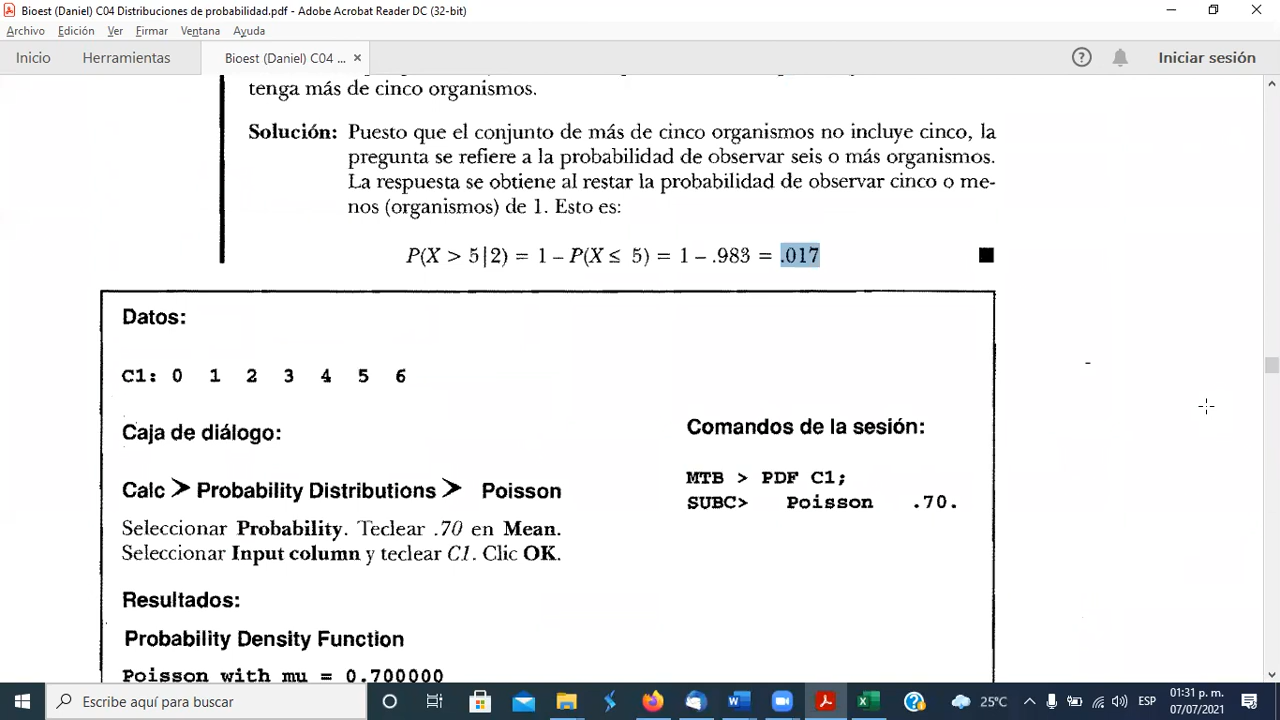 Bioest (Daniel) C04 Distribuciones de probabilidad.pdf - Adobe Acrobat Reader DC (32-bit)
Archivo Edición Ver Firmar Ventana Ayuda
Inicio Herramientas Bioest (Daniel) C04 ... × Iniciar sesión
tenga más de cinco organismos.
Solución: Puesto que el conjunto de más de cinco organismos no incluye cinco, la
pregunta se refiere a la probabilidad de observar seis o más organismos.
La respuesta se obtiene al restar la probabilidad de observar cinco o me-
nos (organismos) de 1. Esto es:
P(X > 5|2) = 1 – P(X ≤ 5) = 1 – .983 = .017
Datos:
C1: 0 1 2 3 4 5 6
Caja de diálogo:
Comandos de la sesión:
Calc ➤ Probability Distributions ➤ Poisson
MTB > PDF C1;
SUBC> Poisson .70.
Seleccionar Probability. Teclear .70 en Mean.
Seleccionar Input column y teclear C1. Clic OK.
Resultados:
Probability Density Function
Poisson with mu = 0.700000
Escribe aquí para buscar
25°C
ESP
01:31 p. m.
07/07/2021